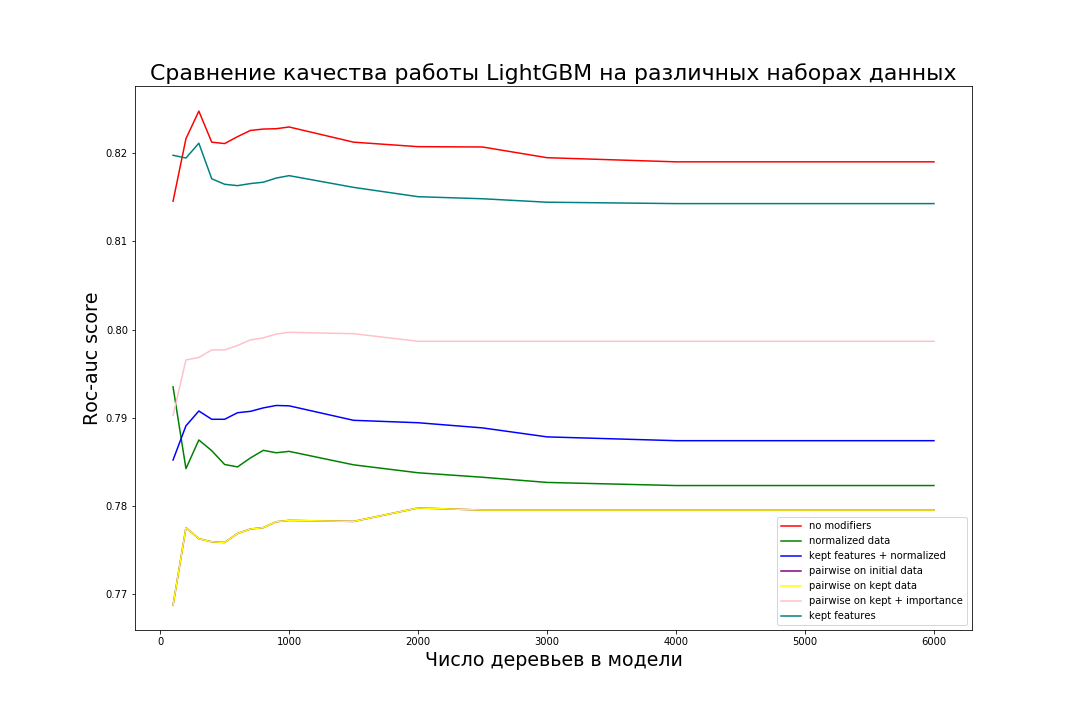 Сравнение качества работы LightGBM на различных наборах данных
Roc-auc score
0.82
0.81
0.80
0.79
0.78
0.77
no modifiers
normalized data
kept features + normalized
pairwise on initial data
pairwise on kept data
pairwise on kept + importance
kept features
0 1000 2000 3000 4000 5000 6000
Число деревьев в модели